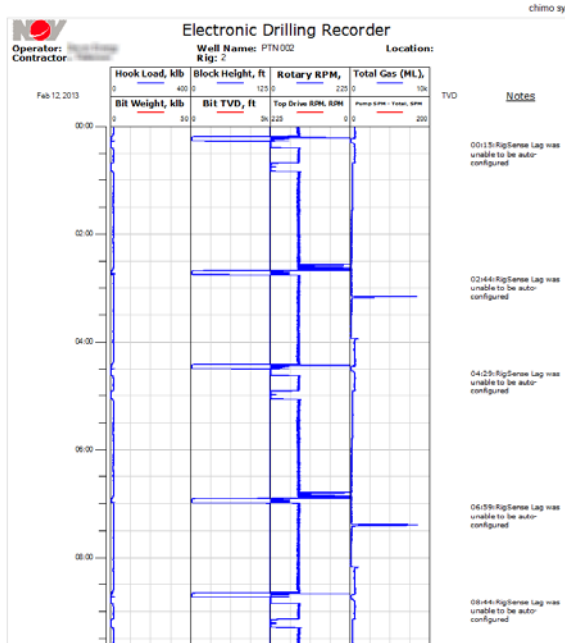 chimo sy
NOV
Electronic Drilling Recorder
Operator:
Well Name: PTN 002
Location:
Contractor:
Rig: 2
Hook Load, klb
Block Height, ft
Rotary RPM,
Total Gas (ML),
0 400
0 125
0 225
0 10k
Feb 12, 2013
TVD
Notes
Bit Weight, klb
Bit TVD, ft
Top Drive RPM, RPM
Pump SPM - Total, SPM
0 30
0 0k
225 0
0 200
00:00
00:15:RigSense Lag was
unable to be auto-
configured
02:00
02:44:RigSense Lag was
unable to be auto-
configured
04:00
04:29:RigSense Lag was
unable to be auto-
configured
06:00
06:59:RigSense Lag was
unable to be auto-
configured
08:00
08:44:RigSense Lag was
unable to be auto-
configured